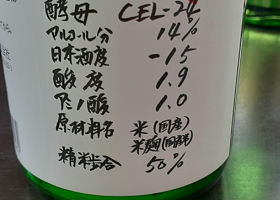 酵母 CEL-24
アルコール分 14%
日本酒度 -15
酸度 1.9
アミノ酸 1.0
原材料名 米(国産)
米麹(国産米)
精米歩合 50%